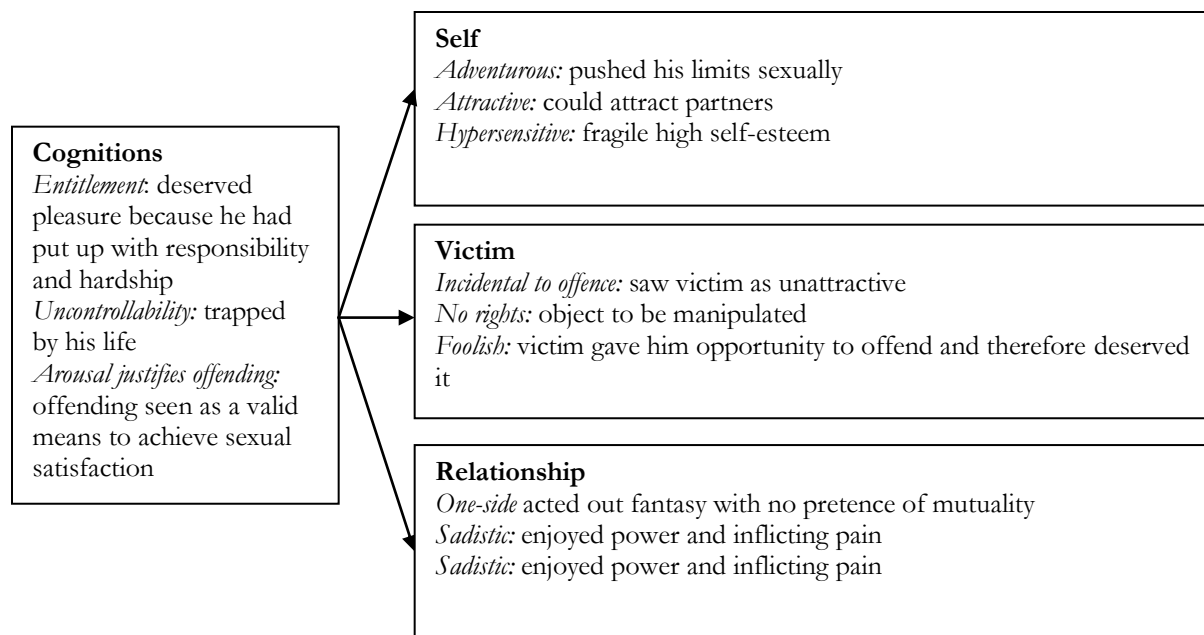 Cognitions
Entitlement: deserved
pleasure because he had
put up with responsibility
and hardship
Uncontrollability: trapped
by his life
Arousal justifies offending:
offending seen as a valid
means to achieve sexual
satisfaction
Self
Adventurous: pushed his limits sexually
Attractive: could attract partners
Hypersensitive: fragile high self-esteem
Victim
Incidental to offence: saw victim as unattractive
No rights: object to be manipulated
Foolish: victim gave him opportunity to offend and therefore deserved
it
Relationship
One-side acted out fantasy with no pretence of mutuality
Sadistic: enjoyed power and inflicting pain
Sadistic: enjoyed power and inflicting pain